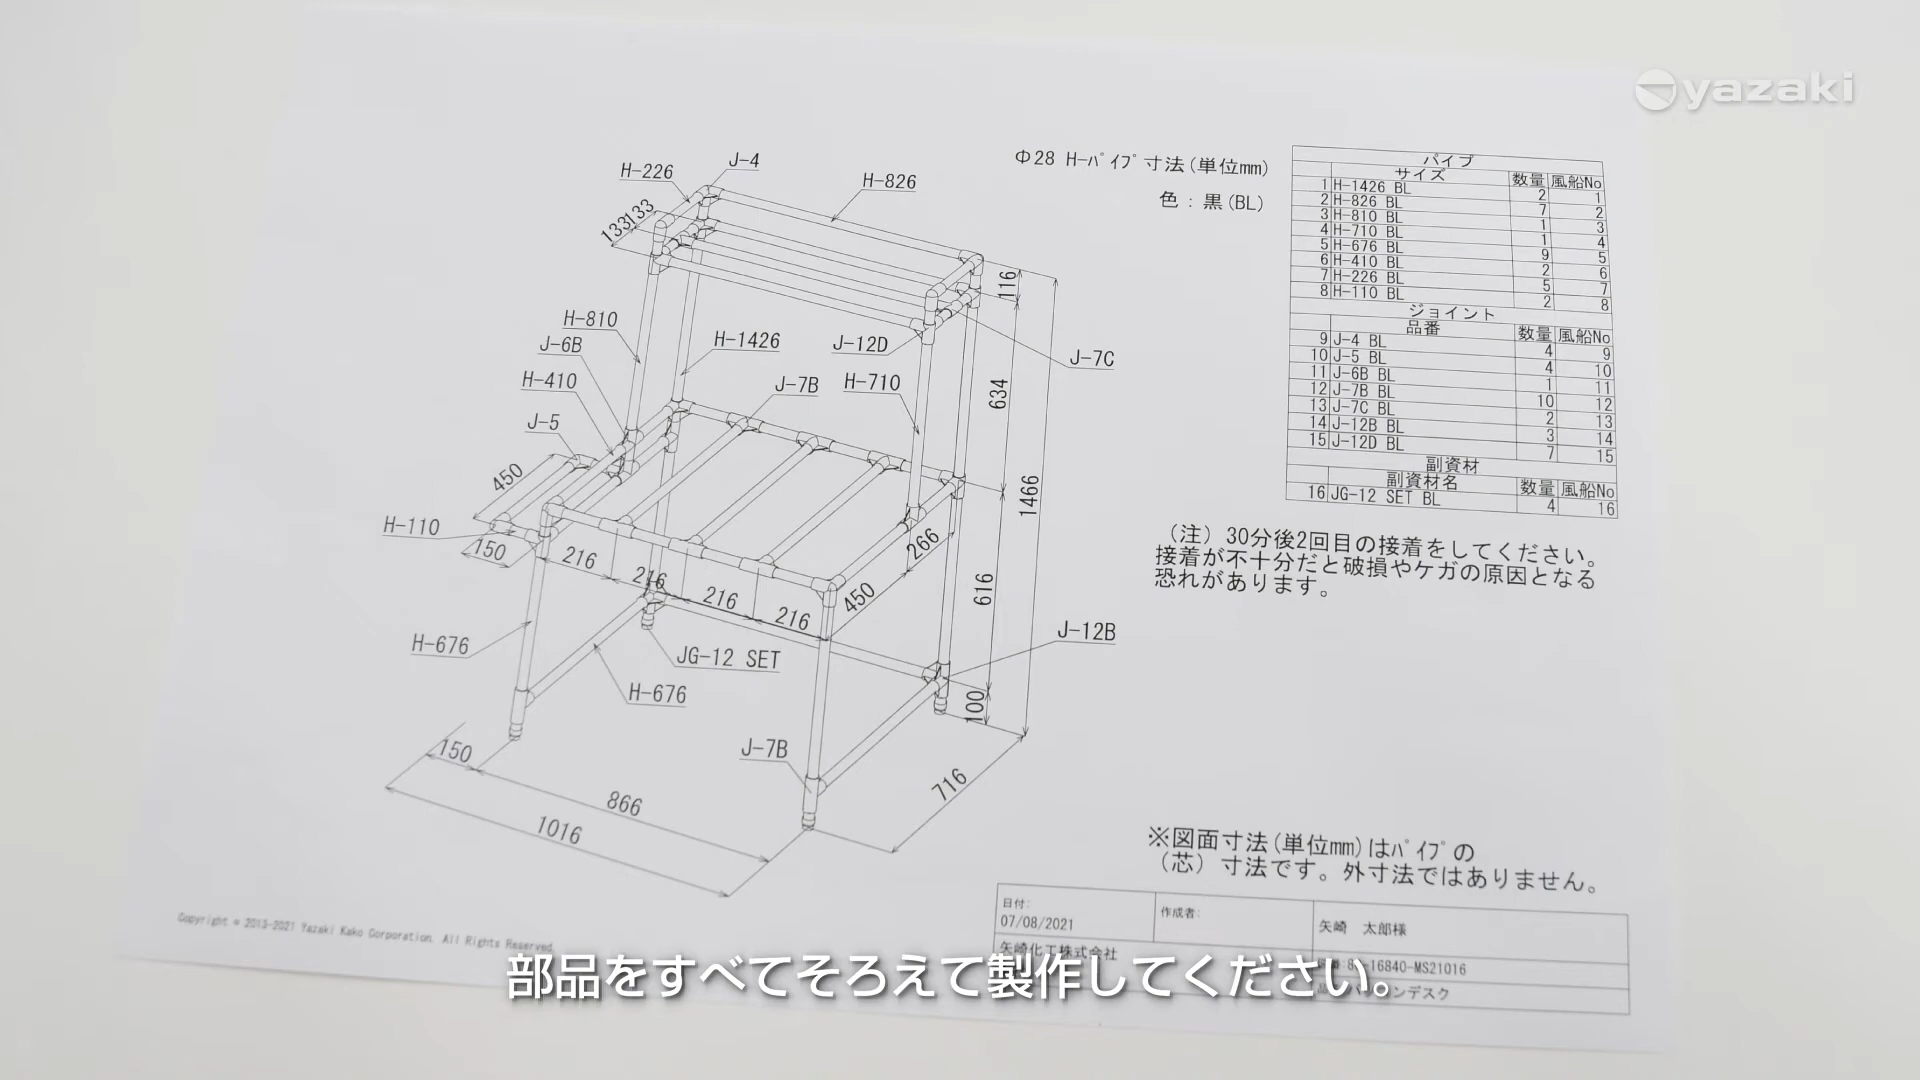 yazaki
J-4
H-226
H-826
133
133
116
H-810
J-6B
H-410
J-5
H-1426
J-7B
J-12D
H-710
J-7C
634
1466
450
H-110
150
216
216
216
216
450
266
616
H-676
JG-12 SET
H-676
J-12B
100
J-7B
150
866
1016
716
Φ28 H-ﾊﾟｲﾌﾟ寸法(単位mm)
色：黒(BL)
パイプ
サイズ 数量 風船No
1 H-1426 BL 2 1
2 H-826 BL 7 2
3 H-810 BL 1 3
4 H-710 BL 1 4
5 H-676 BL 9 5
6 H-410 BL 2 6
7 H-226 BL 5 7
8 H-110 BL 2 8
ジョイント
品番 数量 風船No
9 J-4 BL 4 9
10 J-5 BL 4 10
11 J-6B BL 1 11
12 J-7B BL 10 12
13 J-7C BL 2 13
14 J-12B BL 3 14
15 J-12D BL 7 15
副資材
副資材名 数量 風船No
16 JG-12 SET BL 4 16
（注）30分後2回目の接着をしてください。
接着が不十分だと破損やケガの原因となる
恐れがあります。
※図面寸法(単位mm)はﾊﾟｲﾌﾟの
（芯）寸法です。外寸法ではありません。
日付:
07/08/2021
作成者:
矢崎 太郎様
矢崎化工株式会社
16840-MS21016
ンデスク
Copyright © 2013-2021 Yazaki Kako Corporation. All Rights Reserved.
部品をすべてそろえて製作してください。